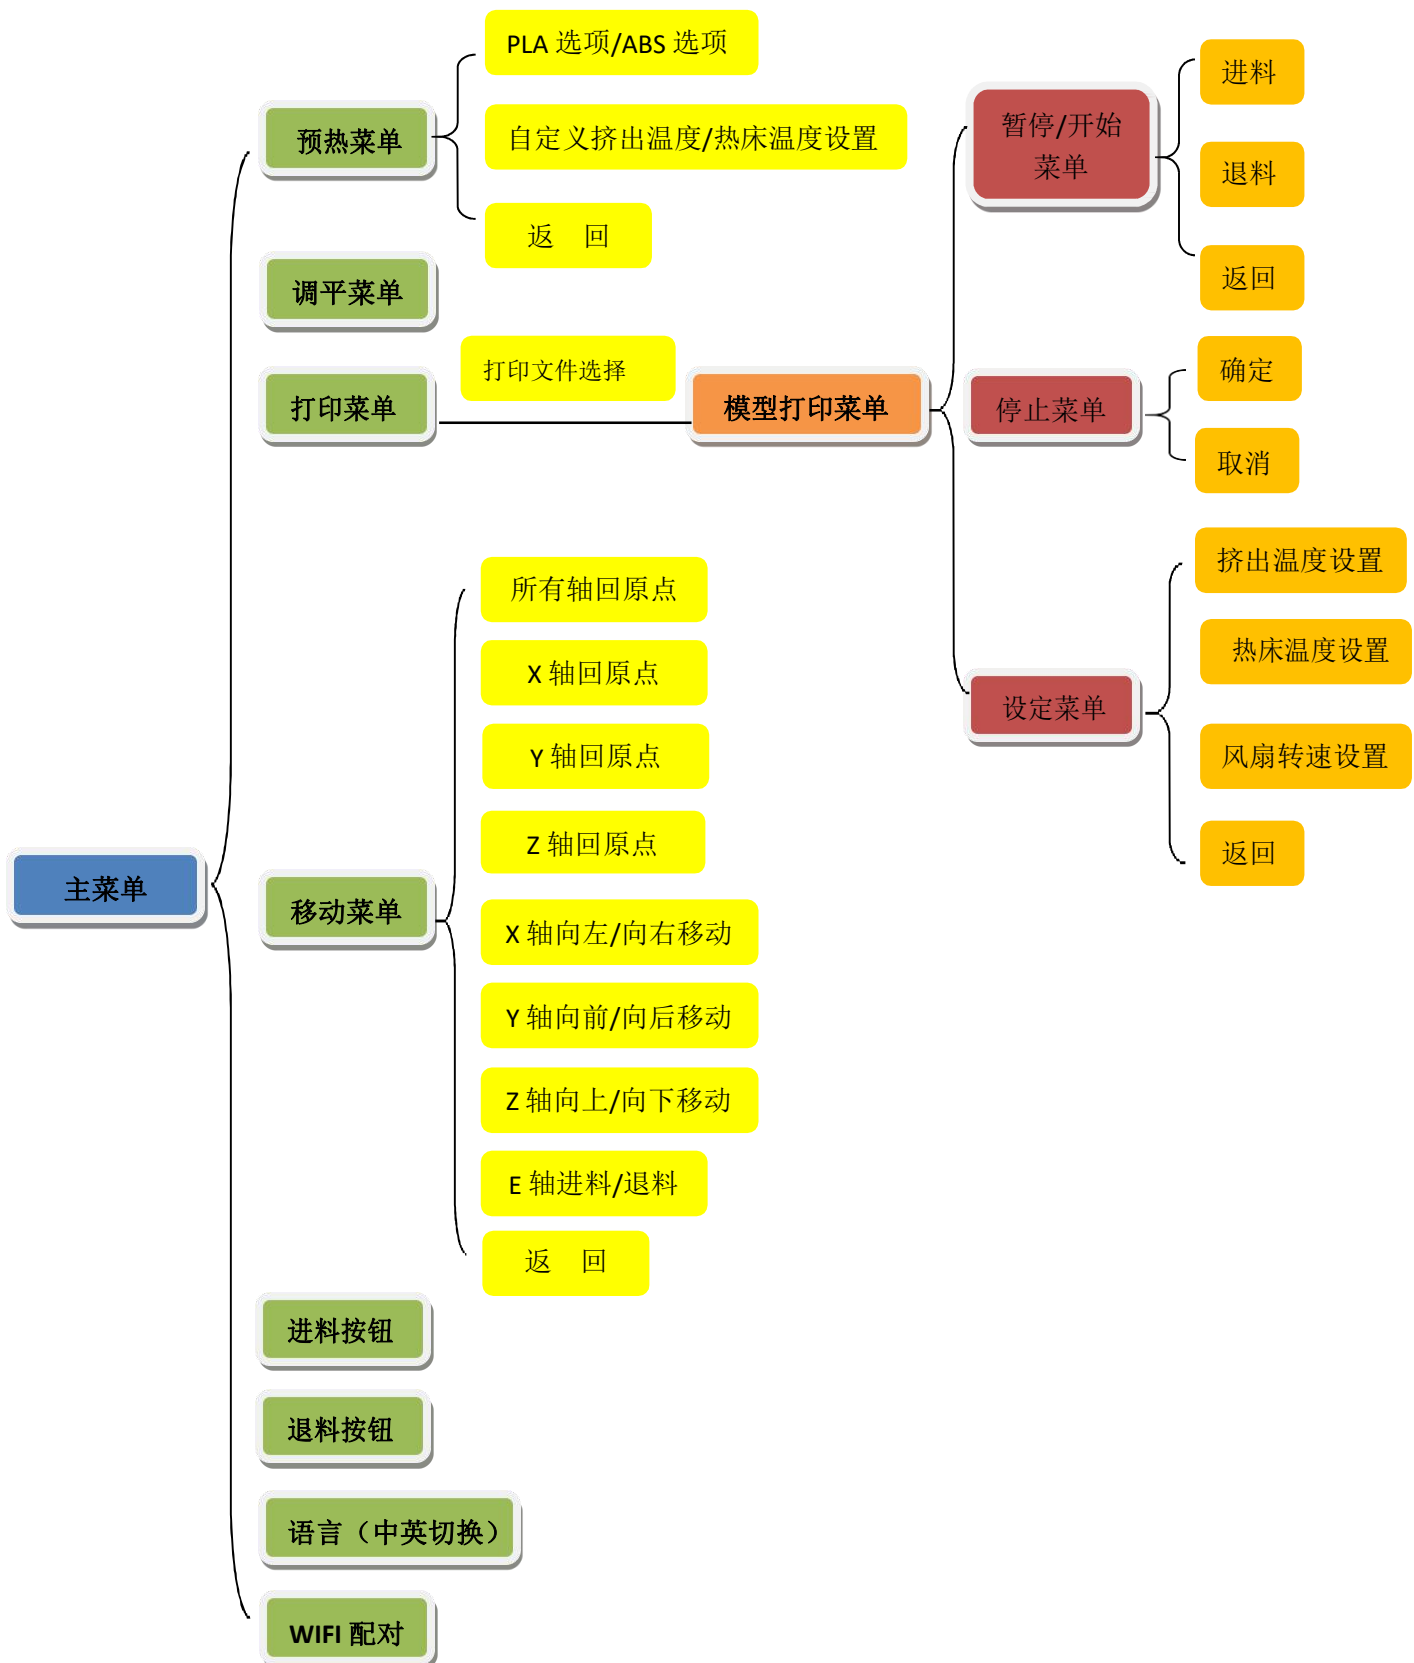 主菜单
预热菜单
PLA 选项/ABS 选项
自定义挤出温度/热床温度设置
返 回
调平菜单
打印菜单
打印文件选择
模型打印菜单
暂停/开始
菜单
进料
退料
返回
停止菜单
确定
取消
设定菜单
挤出温度设置
热床温度设置
风扇转速设置
返回
移动菜单
所有轴回原点
X 轴回原点
Y 轴回原点
Z 轴回原点
X 轴向左/向右移动
Y 轴向前/向后移动
Z 轴向上/向下移动
E 轴进料/退料
返 回
进料按钮
退料按钮
语言（中英切换）
WIFI 配对